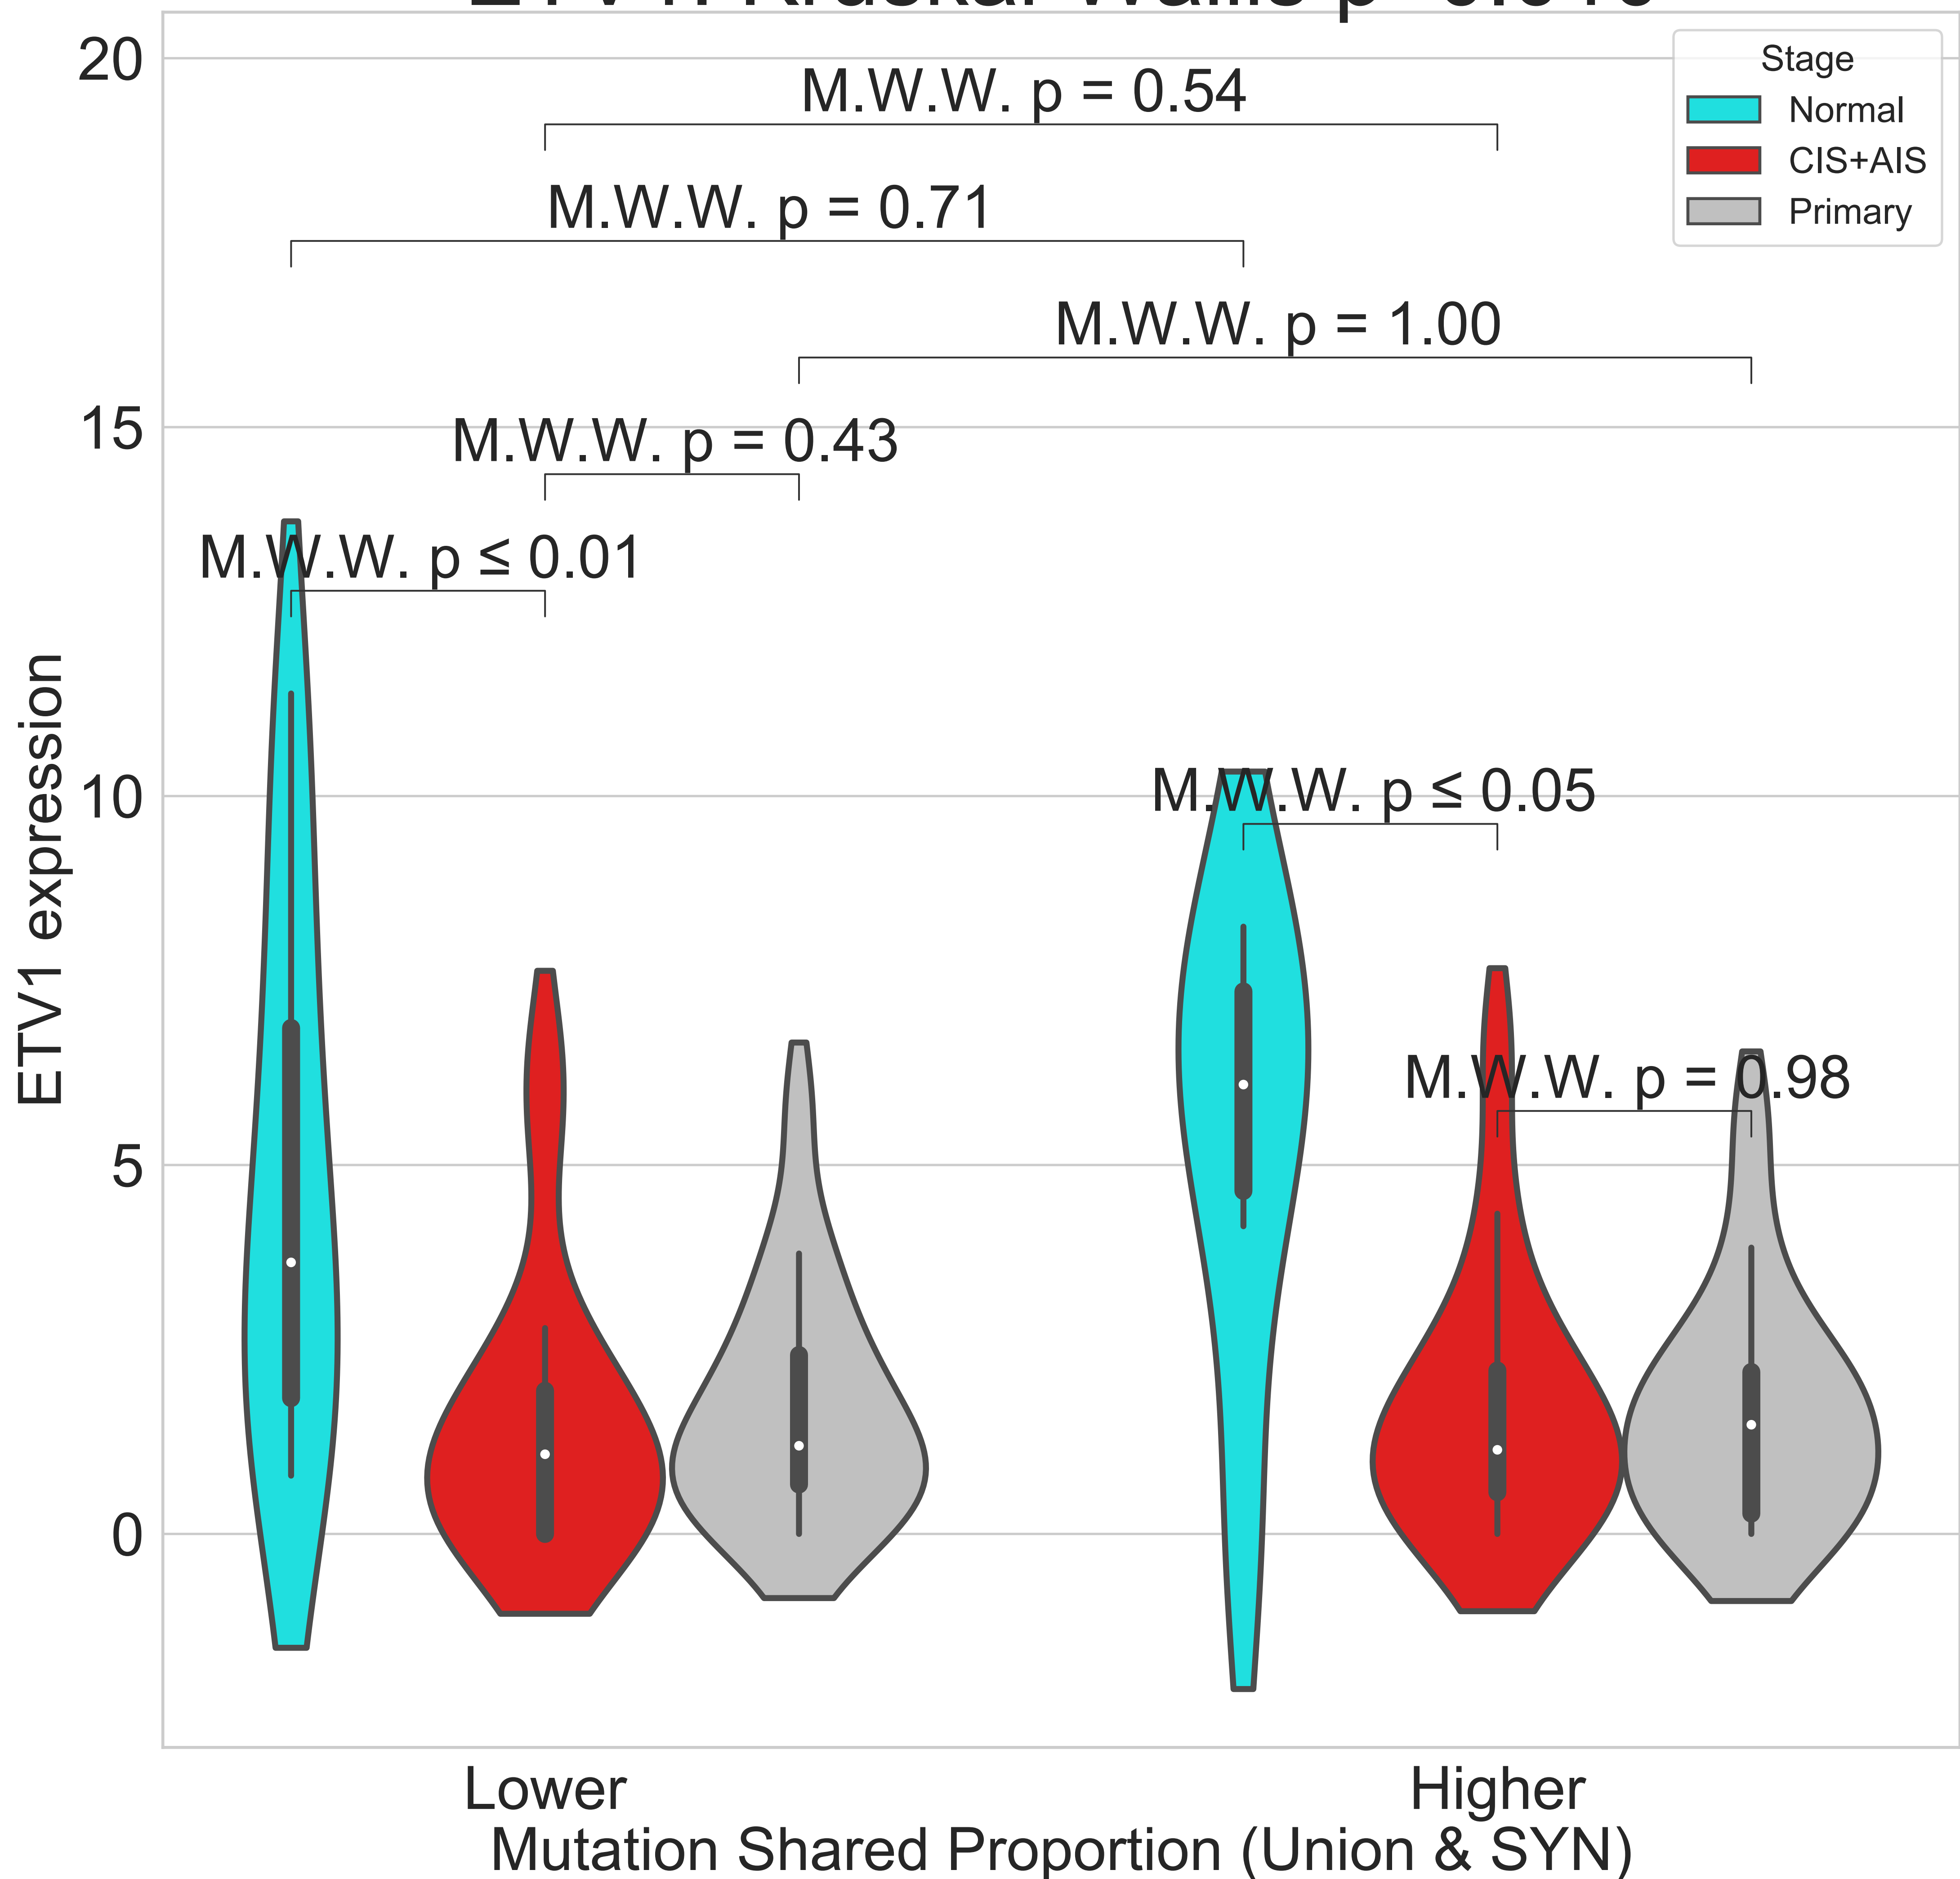 20
15
10
5
0
ETV1 expression
M.W.W. p = 0.54
M.W.W. p = 0.71
M.W.W. p = 1.00
M.W.W. p = 0.43
M.W.W. p ≤ 0.01
M.W.W. p ≤ 0.05
M.W.W. p = 0.98
Stage
Normal
CIS+AIS
Primary
Lower
Higher
Mutation Shared Proportion (Union & SYN)